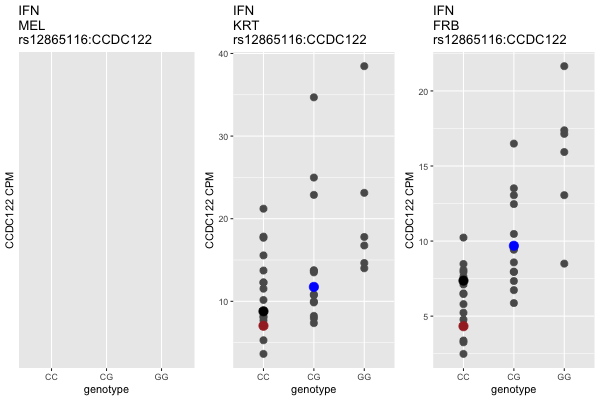 IFN
MEL
rs12865116:CCDC122
CCDC122 CPM
CC
CG
GG
genotype
IFN
KRT
rs12865116:CCDC122
CCDC122 CPM
40
30
20
10
CC
CG
GG
genotype
IFN
FRB
rs12865116:CCDC122
CCDC122 CPM
20
15
10
5
CC
CG
GG
genotype